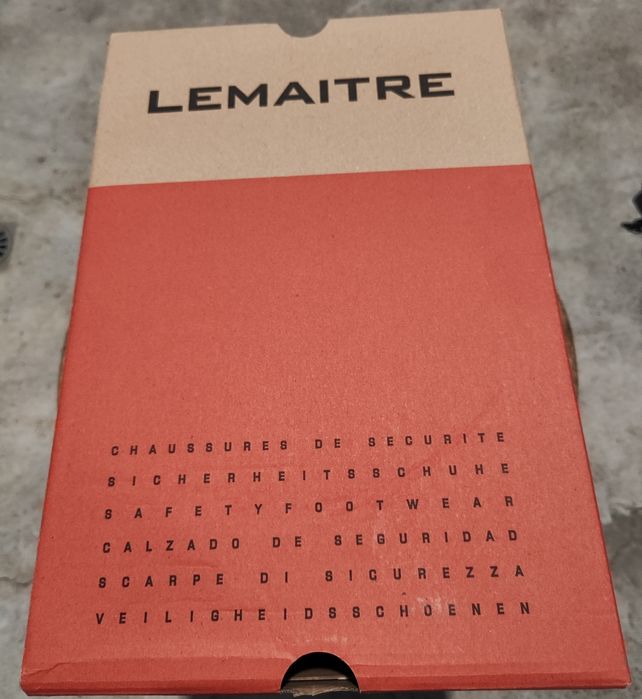 LEMAITRE
CHAUSSURES DE SECURITE
SICHERHEITSSCHUHE
SAFETYFOOTWEAR
CALZADO DE SEGURIDAD
SCARPE DI SICUREZZA
VEILIGHEIDSSCHOENEN